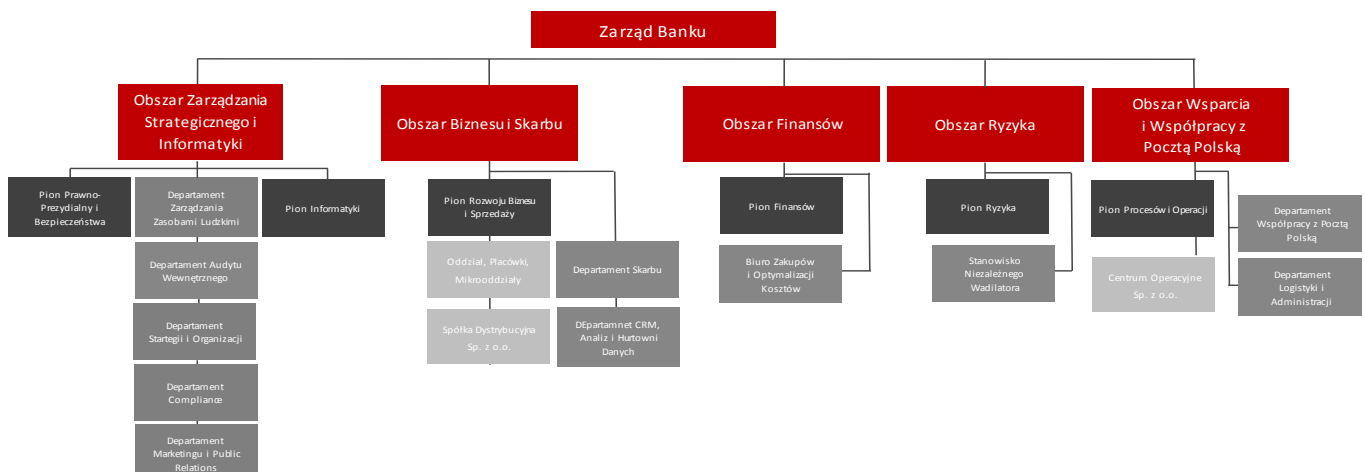 Zarząd Banku
Obszar Zarządzania
Strategicznego i
Informatyki
Obszar Biznesu i Skarbu
Obszar Finansów
Obszar Ryzyka
Obszar Wsparcia
i Współpracy z
Pocztą Polską
Pion Prawno-
Prezydialny i
Bezpieczeństwa
Departament
Zarządzania
Zasobami Ludzkimi
Pion Informatyki
Pion Rozwoju Biznesu
i Sprzedaży
Pion Finansów
Pion Ryzyka
Pion Procesów i Operacji
Departament
Współpracy z Pocztą
Polską
Departament Audytu
Wewnętrznego
Oddział, Placówki,
Mikrooddziały
Departament Skarbu
Biuro Zakupów
i Optymalizacji
Kosztów
Stanowisko
Niezależnego
Wadilatora
Centrum Operacyjne
Sp. z o.o.
Departament
Logistyki i
Administracji
Departament
Startegii i Organizacji
Spółka Dystrybucyjna
Sp. z o.o.
DEpartamnet CRM,
Analiz i Hurtowni
Danych
Departament
Compliance
Departament
Marketingu i Public
Relations